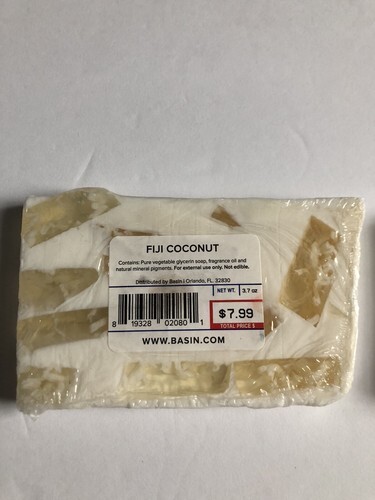 FIJI COCONUT
Contains: Pure vegetable glycerin soap, fragrance oil and
natural mineral pigments. For external use only. Not edible.
Distributed by Basin | Orlando, FL. 32830
NET WT. 3.7 oz
$7.99
TOTAL PRICE $
8 19328 02080 1
WWW.BASIN.COM